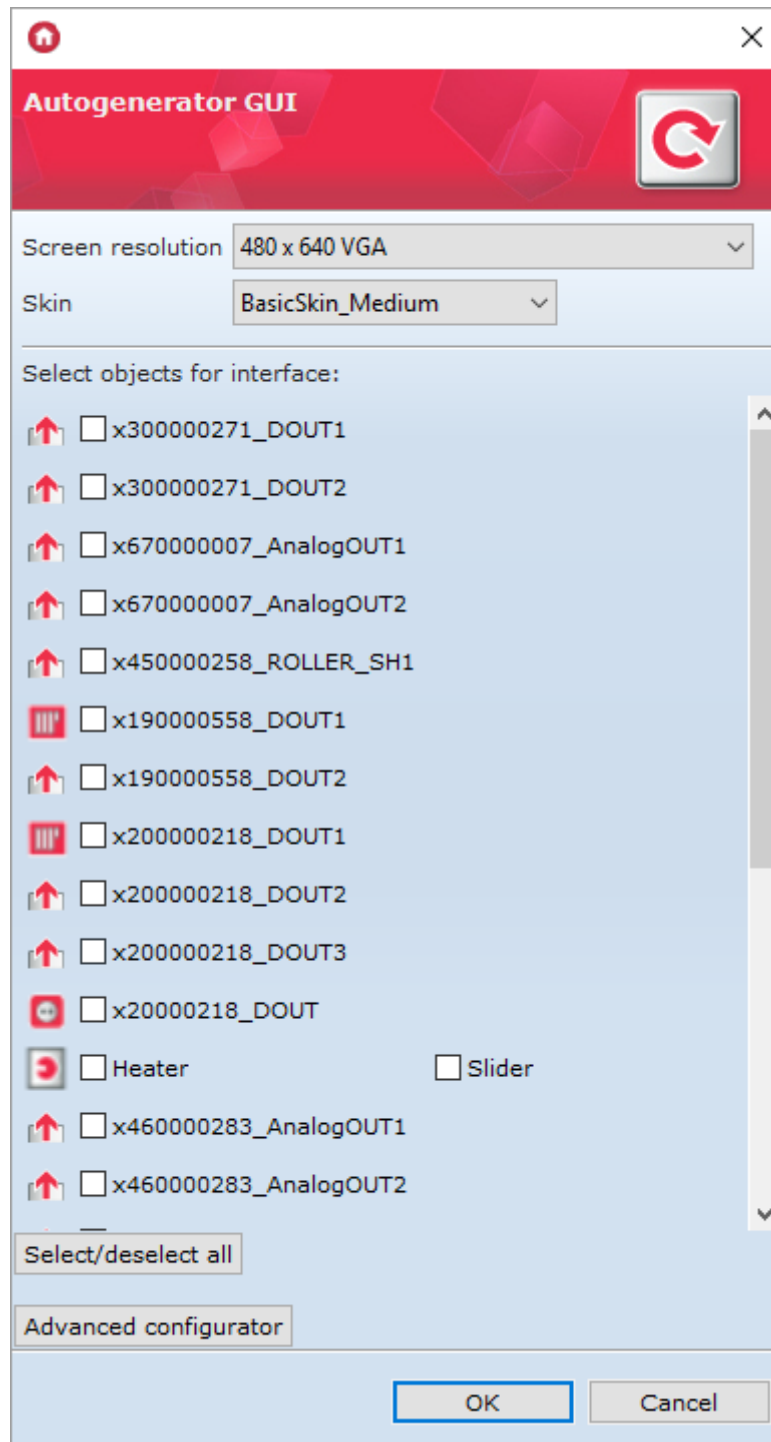 Autogenerator GUI
Screen resolution 480 x 640 VGA
Skin BasicSkin_Medium
Select objects for interface:
x300000271_DOUT1
x300000271_DOUT2
x670000007_AnalogOUT1
x670000007_AnalogOUT2
x450000258_ROLLER_SH1
x190000558_DOUT1
x190000558_DOUT2
x200000218_DOUT1
x200000218_DOUT2
x200000218_DOUT3
x20000218_DOUT
Heater Slider
x460000283_AnalogOUT1
x460000283_AnalogOUT2
Select/deselect all
Advanced configurator
OK Cancel